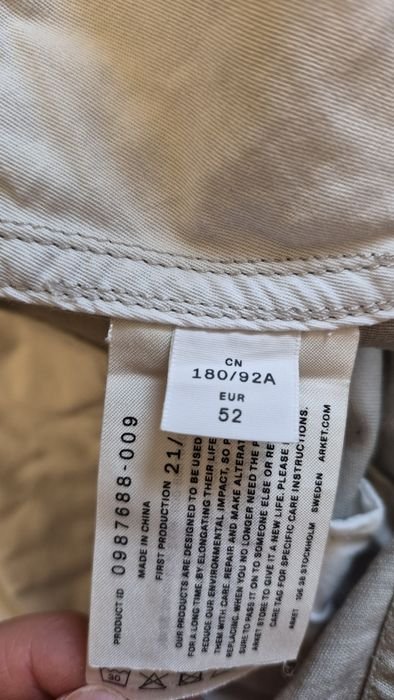 CN
180/92A
EUR
52
PRODUCT ID 0987688-009
MADE IN CHINA
FIRST PRODUCTION 21/
OUR PRODUCTS ARE DESIGNED TO BE USED
FOR A LONG TIME. BY ELONGATING THEIR LIFE
REDUCE OUR ENVIRONMENTAL IMPACT, SO P
THEM WITH CARE. REPAIR AND MAKE ALTERAT
REPLACING. WHEN YOU NO LONGER NEED THE P
SURE TO PASS IT ON TO SOMEONE ELSE OR RE
ARKET STORE TO GIVE IT A NEW LIFE. PLEASE
CARE TAG FOR SPECIFIC CARE INSTRUCTIONS.
ARKET 106 38 STOCKHOLM SWEDEN ARKET.COM
30